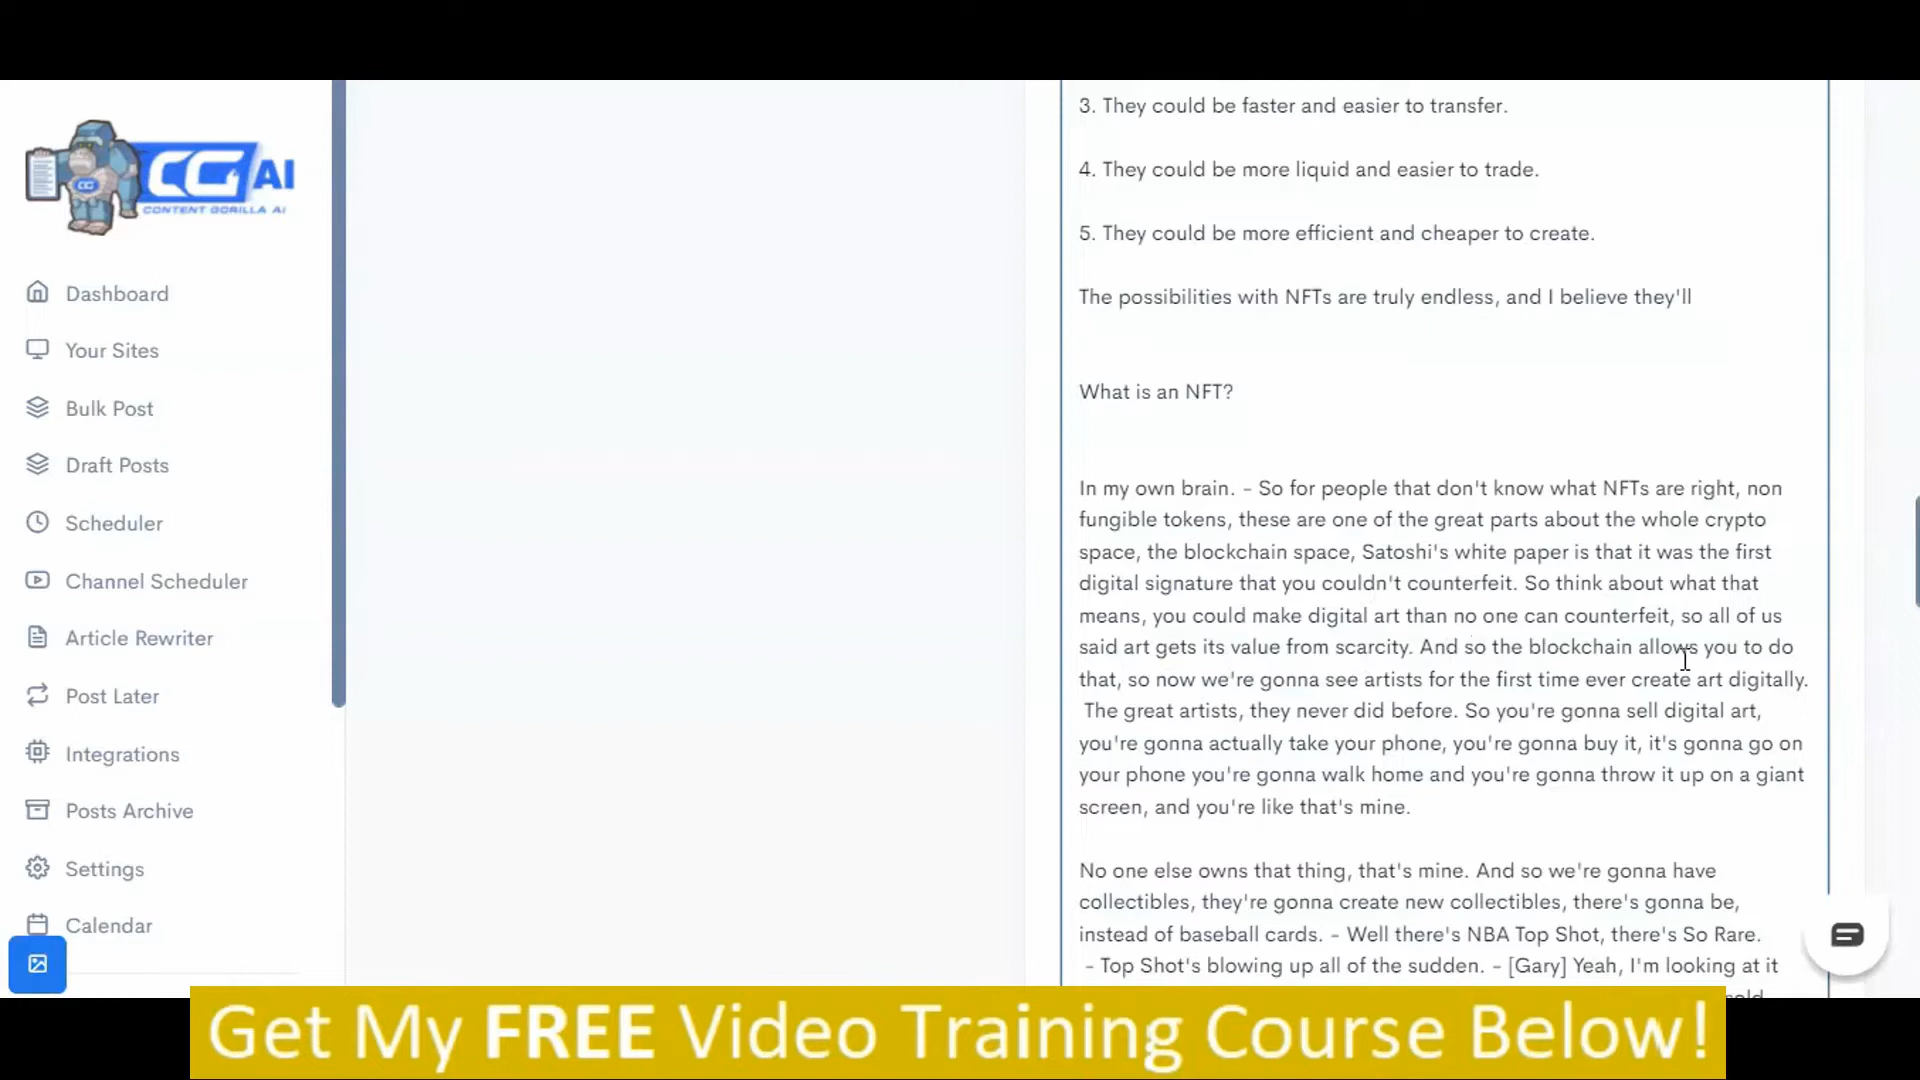 CG AI
CONTENT GORILLA AI
CG
Dashboard
Your Sites
Bulk Post
Draft Posts
Scheduler
Channel Scheduler
Article Rewriter
Post Later
Integrations
Posts Archive
Settings
Calendar
3. They could be faster and easier to transfer.
4. They could be more liquid and easier to trade.
5. They could be more efficient and cheaper to create.
The possibilities with NFTs are truly endless, and I believe they'll
What is an NFT?
In my own brain. - So for people that don't know what NFTs are right, non
fungible tokens, these are one of the great parts about the whole crypto
space, the blockchain space, Satoshi's white paper is that it was the first
digital signature that you couldn't counterfeit. So think about what that
means, you could make digital art than no one can counterfeit, so all of us
said art gets its value from scarcity. And so the blockchain allows you to do
that, so now we're gonna see artists for the first time ever create art digitally.
The great artists, they never did before. So you're gonna sell digital art,
you're gonna actually take your phone, you're gonna buy it, it's gonna go on
your phone you're gonna walk home and you're gonna throw it up on a giant
screen, and you're like that's mine.
No one else owns that thing, that's mine. And so we're gonna have
collectibles, they're gonna create new collectibles, there's gonna be,
instead of baseball cards. - Well there's NBA Top Shot, there's So Rare.
- Top Shot's blowing up all of the sudden. - [Gary] Yeah, I'm looking at it
Get My FREE Video Training Course Below!